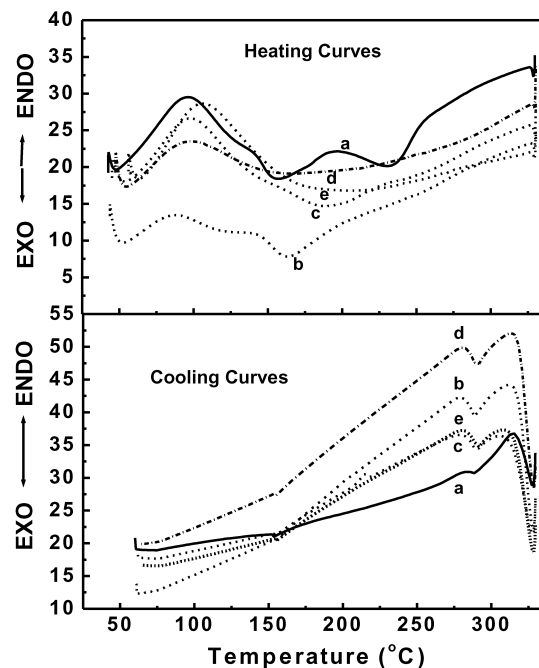 40
35
30
25
20
15
10
5
EXO
ENDO
Heating Curves
a
d
e
c
b
55
50
45
40
35
30
25
20
15
10
EXO
ENDO
Cooling Curves
d
b
e
c
a
50
100
150
200
250
300
Temperature (°C)